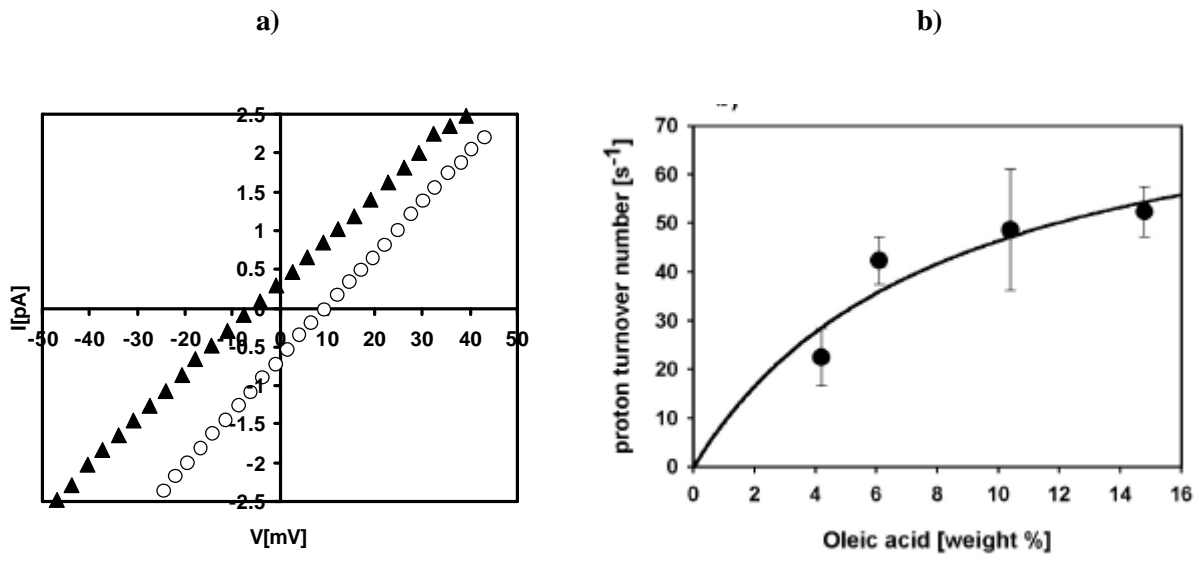 a)
b)
2.5
2
1.5
1
0.5
0
-0.5
-1
-1.5
-2
-2.5
-50 -40 -30 -20 -10 0 10 20 30 40 50
I[pA]
V[mV]
70
60
50
40
30
20
10
0
0 2 4 6 8 10 12 14 16
proton turnover number [s⁻¹]
Oleic acid [weight %]